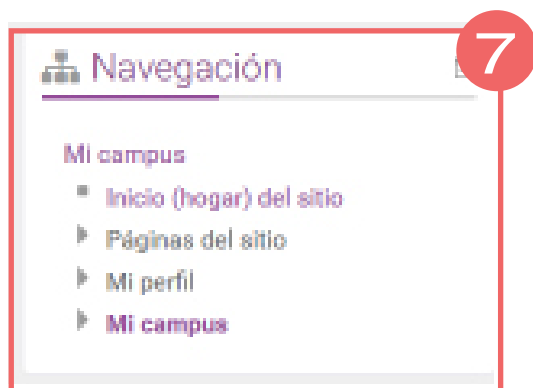 7
Navegación
Mi campus
Inicio (hogar) del sitio
Páginas del sitio
Mi perfil
Mi campus